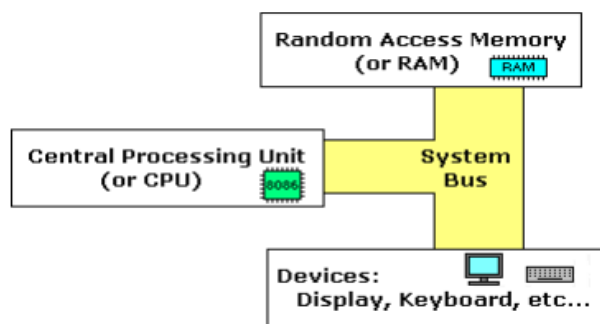 Random Access Memory
(or RAM)
RAM
Central Processing Unit
(or CPU)
8086
System
Bus
Devices:
Display, Keyboard, etc...